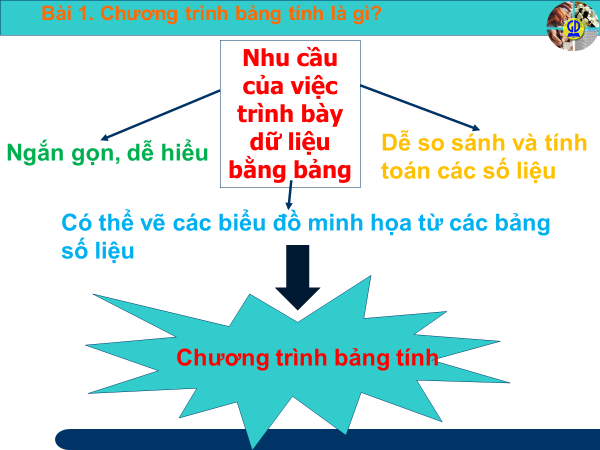 Bài 1. Chương trình bảng tính là gì?
Nhu cầu
của việc
trình bày
dữ liệu
bằng bảng
Ngắn gọn, dễ hiểu
Dễ so sánh và tính
toán các số liệu
Có thể vẽ các biểu đồ minh họa từ các bảng
số liệu
Chương trình bảng tính